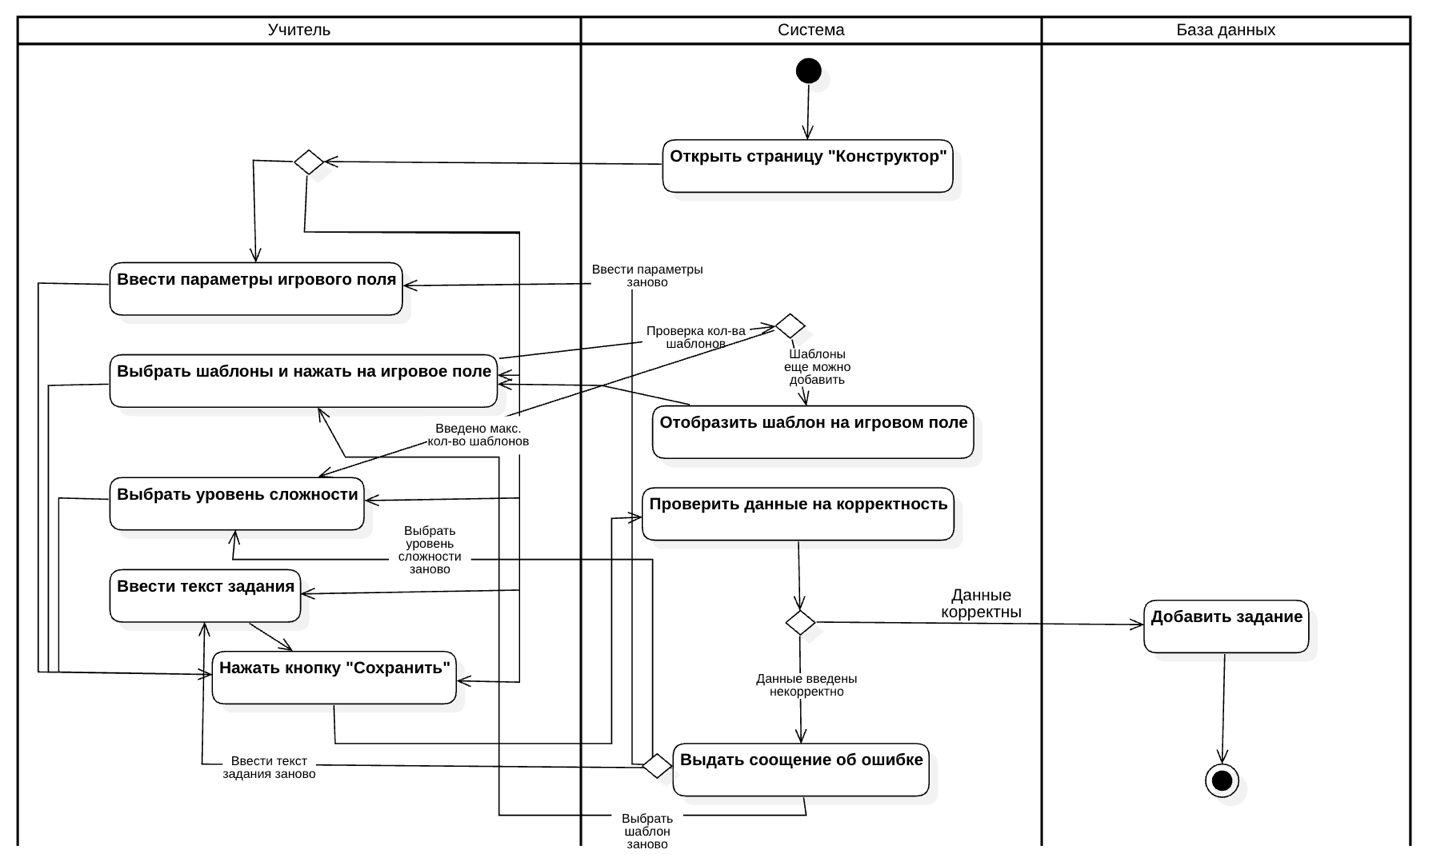 Учитель
Система
База данных
Открыть страницу "Конструктор"
Ввести параметры игрового поля
Ввести параметры
заново
Проверка кол-ва
шаблонов
Шаблоны
еще можно
добавить
Выбрать шаблоны и нажать на игровое поле
Отобразить шаблон на игровом поле
Введено макс.
кол-во шаблонов
Выбрать уровень сложности
Проверить данные на корректность
Выбрать
уровень
сложности
заново
Ввести текст задания
Данные
корректны
Добавить задание
Нажать кнопку "Сохранить"
Данные введены
некорректно
Ввести текст
задания заново
Выдать соощение об ошибке
Выбрать
шаблон
заново